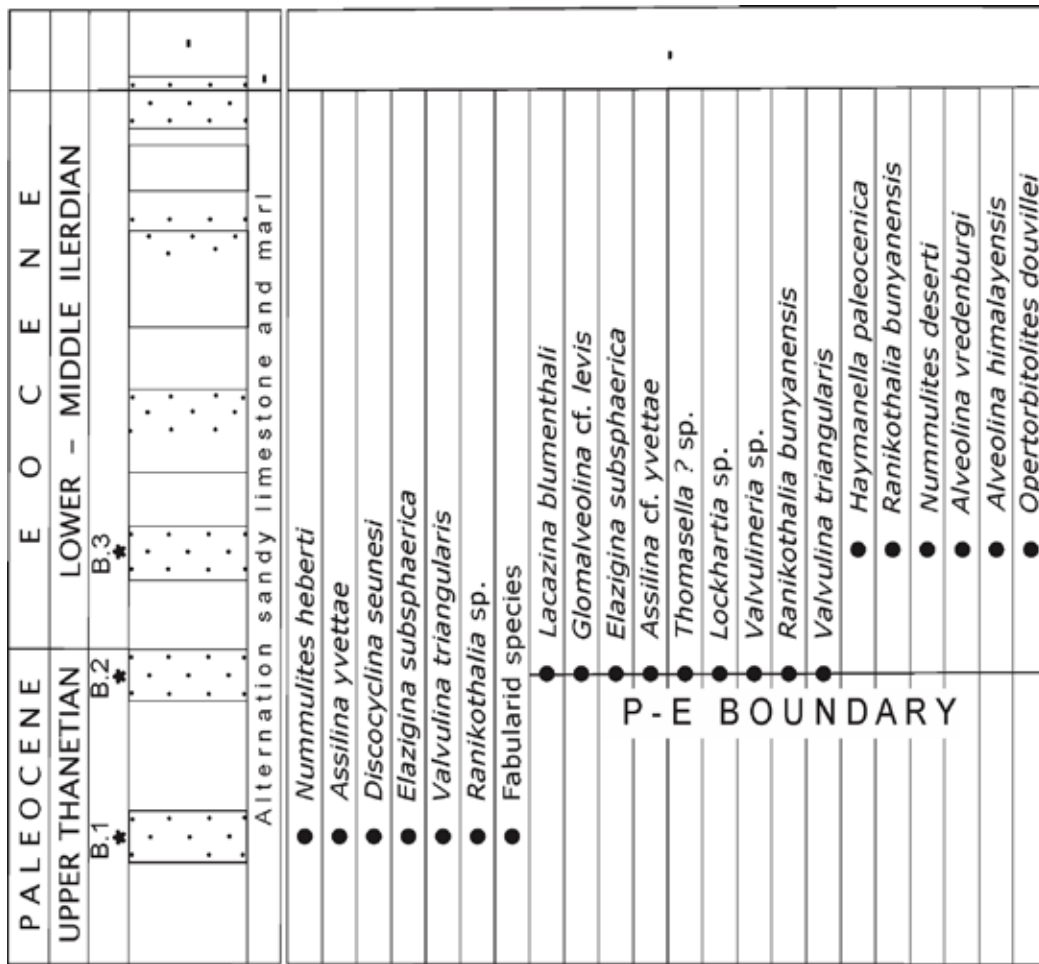 EOCENE
PALEOCENE
LOWER – MIDDLE ILERDIAN
UPPER THANETIAN
B.3
B.2
B.1
Alternation sandy limestone and marl
Nummulites heberti
Assilina yvettae
Discocyclina seunesi
Elazigina subsphaerica
Valvulina triangularis
Ranikothalia sp.
Fabularid species
Lacazina blumenthali
Glomalveolina cf. levis
Elazigina subsphaerica
Assilina cf. yvettae
Thomasella ? sp.
Lockhartia sp.
Valvulineria sp.
Ranikothalia bunyanensis
Valvulina triangularis
Haymanella paleocenica
Ranikothalia bunyanensis
Nummulites deserti
Alveolina vredenburgi
Alveolina himalayensis
Opertorbitolites douvillei
P-E BOUNDARY